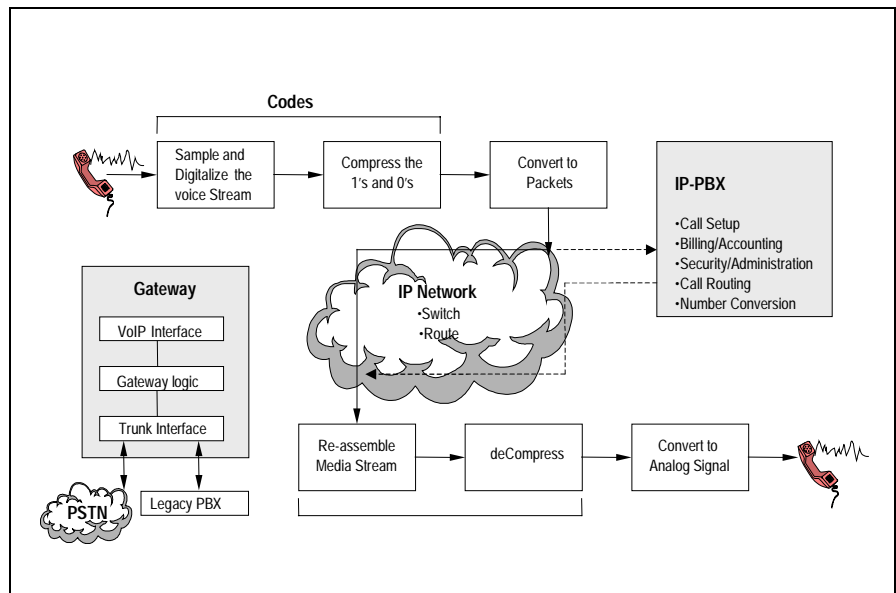 Codes
Sample and
Digitalize the
voice Stream
Compress the
1's and 0's
Convert to
Packets
IP-PBX
•Call Setup
•Billing/Accounting
•Security/Administration
•Call Routing
•Number Conversion
Gateway
VoIP Interface
Gateway logic
Trunk Interface
PSTN
Legacy PBX
IP Network
•Switch
•Route
Re-assemble
Media Stream
deCompress
Convert to
Analog Signal